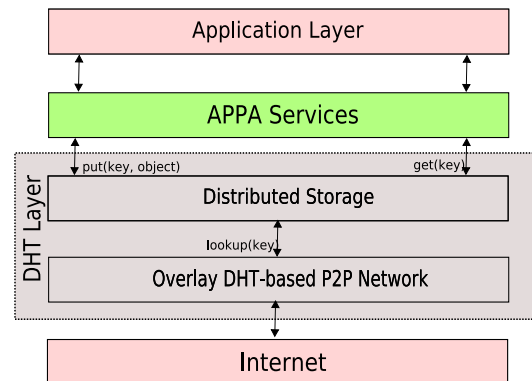 Application Layer
APPA Services
put(key, object)
get(key)
DHT Layer
Distributed Storage
lookup(key)
Overlay DHT-based P2P Network
Internet